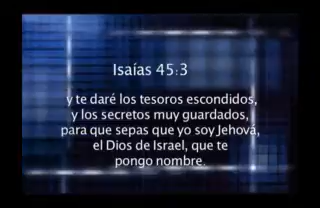 Isaías 45:3
y te daré los tesoros escondidos,
y los secretos muy guardados,
para que sepas que yo soy Jehová,
el Dios de Israel, que te
pongo nombre.